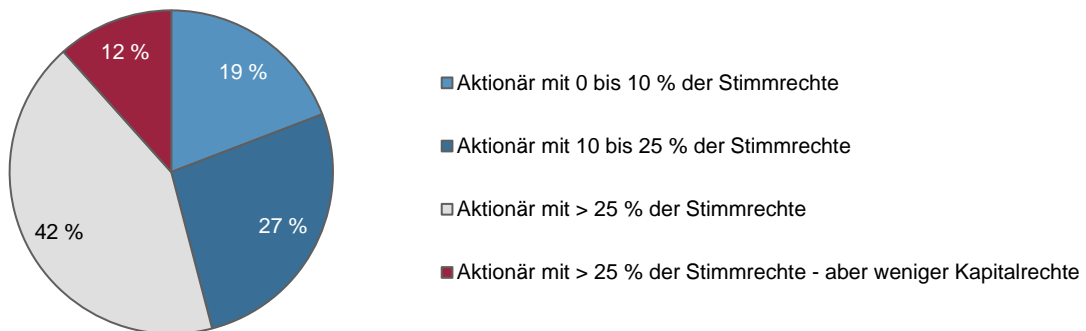 12 %
19 %
42 %
27 %
Aktionär mit 0 bis 10 % der Stimmrechte
Aktionär mit 10 bis 25 % der Stimmrechte
Aktionär mit > 25 % der Stimmrechte
Aktionär mit > 25 % der Stimmrechte - aber weniger Kapitalrechte